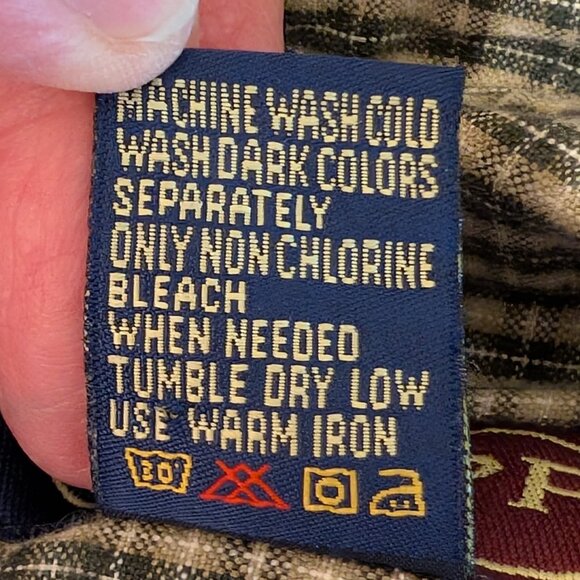 MACHINE WASH COLD
WASH DARK COLORS
SEPARATELY
ONLY NON CHLORINE
BLEACH
WHEN NEEDED
TUMBLE DRY LOW
USE WARM IRON
30